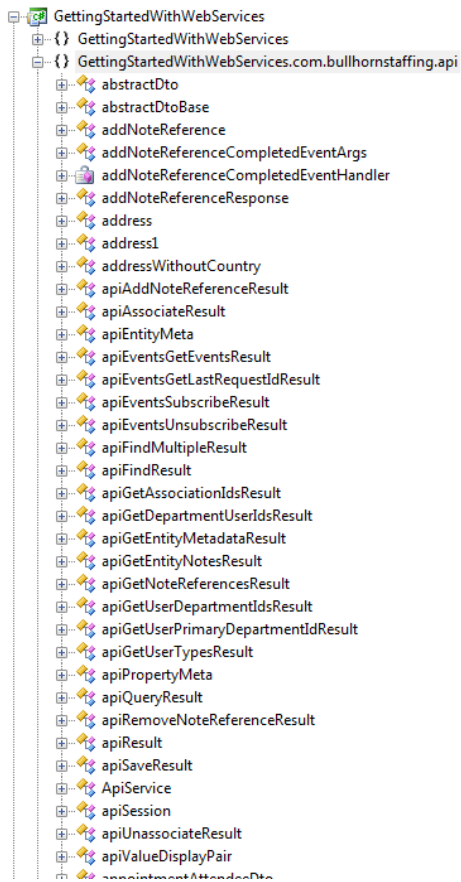 GettingStartedWithWebServices
{} GettingStartedWithWebServices
{} GettingStartedWithWebServices.com.bullhornstaffing.api
abstractDto
abstractDtoBase
addNoteReference
addNoteReferenceCompletedEventArgs
addNoteReferenceCompletedEventHandler
addNoteReferenceResponse
address
address1
addressWithoutCountry
apiAddNoteReferenceResult
apiAssociateResult
apiEntityMeta
apiEventsGetEventsResult
apiEventsGetLastRequestIdResult
apiEventsSubscribeResult
apiEventsUnsubscribeResult
apiFindMultipleResult
apiFindResult
apiGetAssociationIdsResult
apiGetDepartmentUserIdsResult
apiGetEntityMetadataResult
apiGetEntityNotesResult
apiGetNoteReferencesResult
apiGetUserDepartmentIdsResult
apiGetUserPrimaryDepartmentIdResult
apiGetUserTypesResult
apiPropertyMeta
apiQueryResult
apiRemoveNoteReferenceResult
apiResult
apiSaveResult
ApiService
apiSession
apiUnassociateResult
apiValueDisplayPair
appointmentAttendeeDto